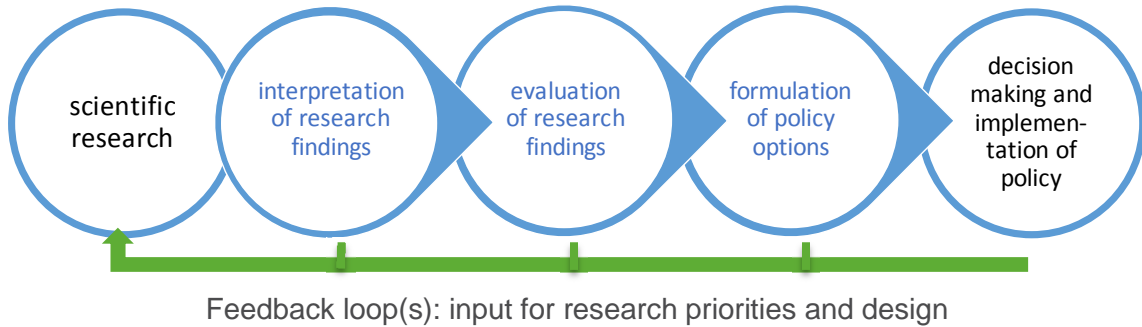 scientific
research
interpretation
of research
findings
evaluation
of research
findings
formulation
of policy
options
decision
making and
implemen-
tation of
policy
Feedback loop(s): input for research priorities and design